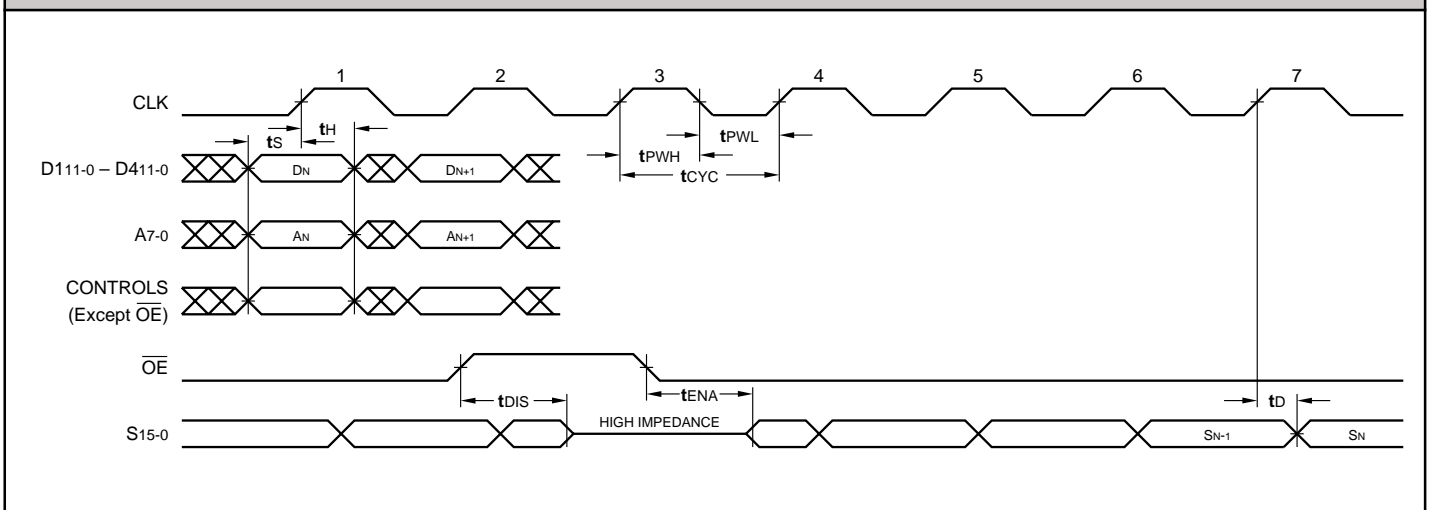 1 2 3 4 5 6 7
CLK
tS tH
tPWL
tPWH
tCYC
D111-0 – D411-0
DN DN+1
A7-0
AN AN+1
CONTROLS
(Except OE)
OE
tDIS
tENA
tD
S15-0
HIGH IMPEDANCE
SN-1 SN